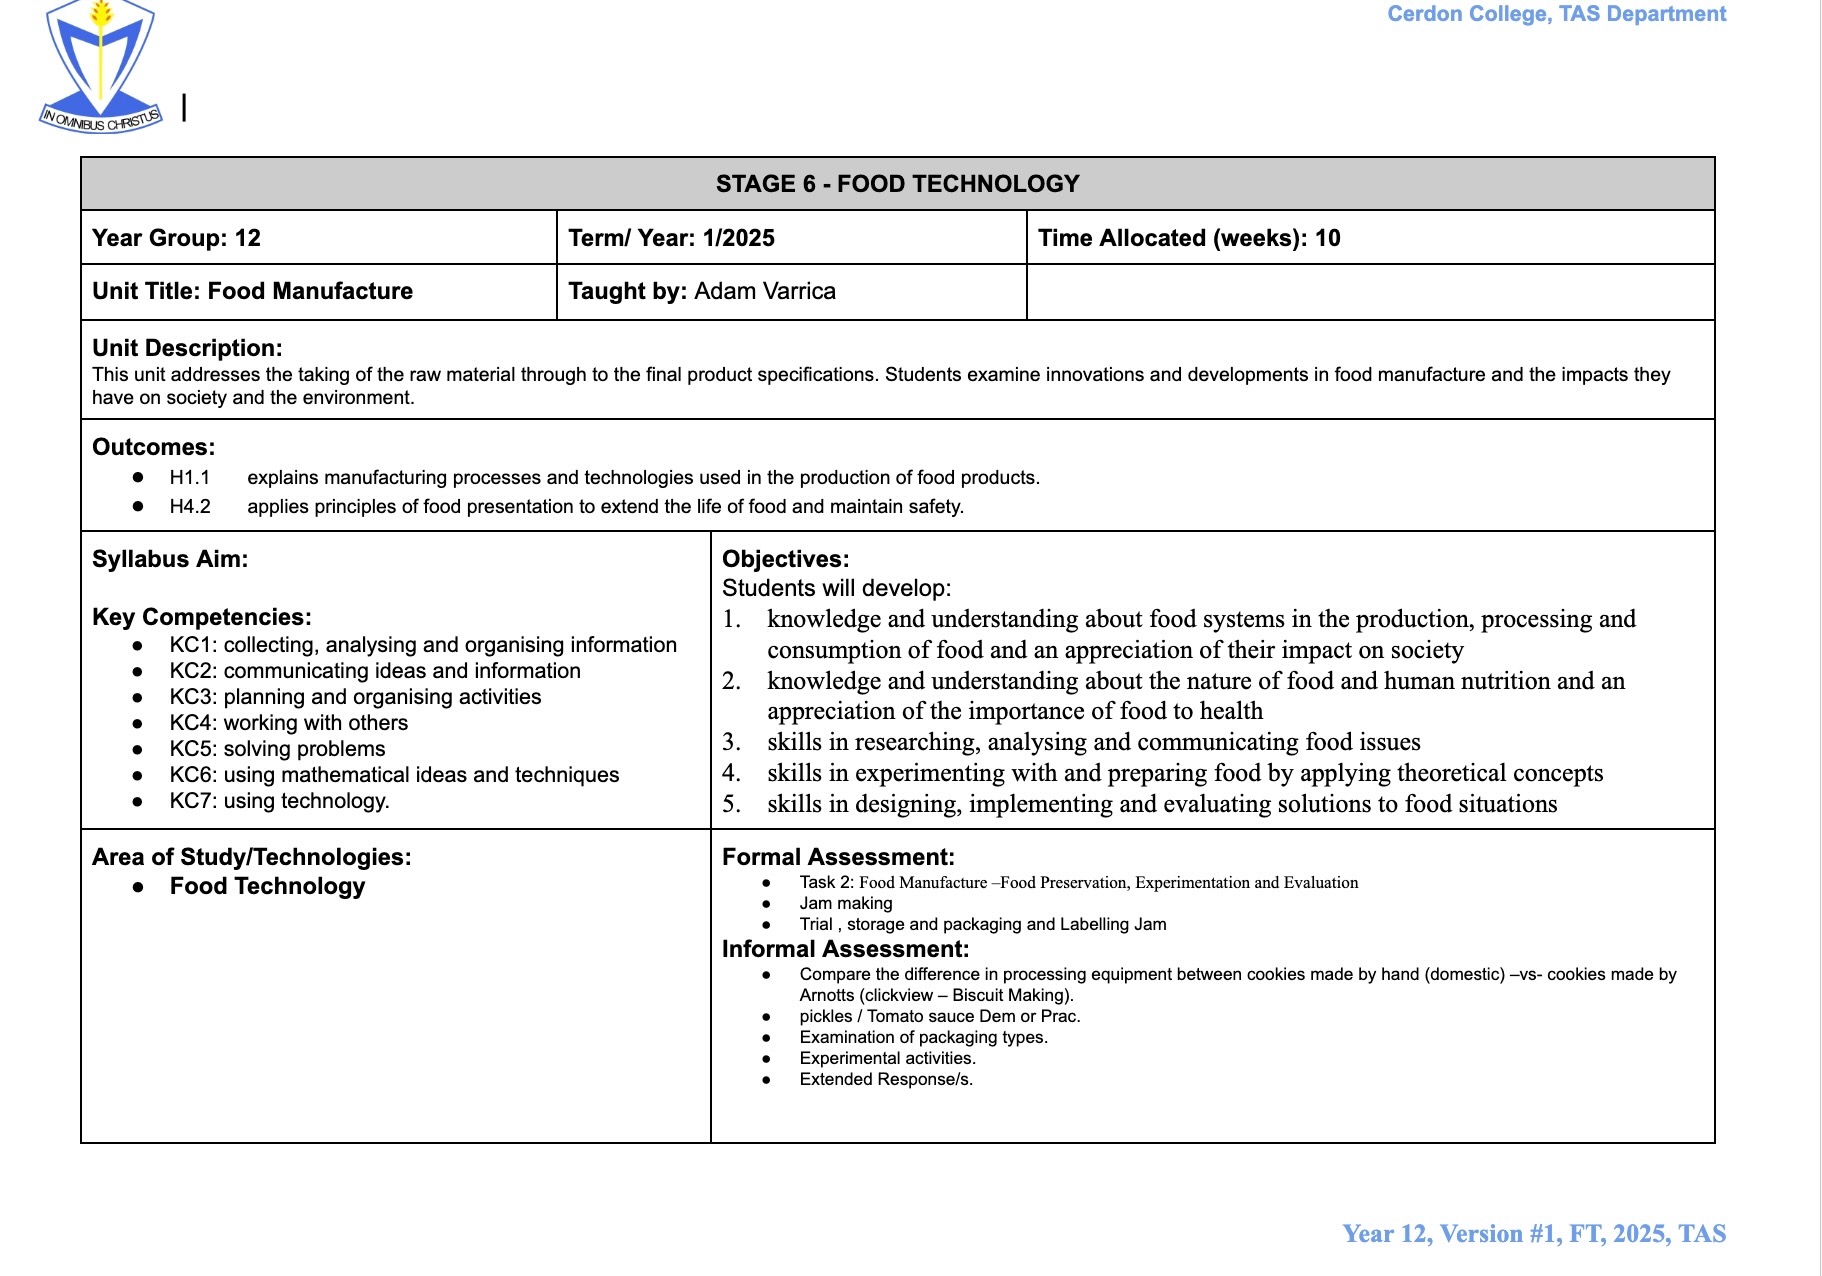 Cerdon College, TAS Department
IN OMNIBUS CHRISTUS
STAGE 6 - FOOD TECHNOLOGY
Year Group: 12
Term/ Year: 1/2025
Time Allocated (weeks): 10
Unit Title: Food Manufacture
Taught by: Adam Varrica
Unit Description:
This unit addresses the taking of the raw material through to the final product specifications. Students examine innovations and developments in food manufacture and the impacts they
have on society and the environment.
Outcomes:
● H1.1 explains manufacturing processes and technologies used in the production of food products.
● H4.2 applies principles of food presentation to extend the life of food and maintain safety.
Syllabus Aim:
Key Competencies:
● KC1: collecting, analysing and organising information
● KC2: communicating ideas and information
● KC3: planning and organising activities
● KC4: working with others
● KC5: solving problems
● KC6: using mathematical ideas and techniques
● KC7: using technology.
Objectives:
Students will develop:
1. knowledge and understanding about food systems in the production, processing and
consumption of food and an appreciation of their impact on society
2. knowledge and understanding about the nature of food and human nutrition and an
appreciation of the importance of food to health
3. skills in researching, analysing and communicating food issues
4. skills in experimenting with and preparing food by applying theoretical concepts
5. skills in designing, implementing and evaluating solutions to food situations
Area of Study/Technologies:
● Food Technology
Formal Assessment:
● Task 2: Food Manufacture –Food Preservation, Experimentation and Evaluation
● Jam making
● Trial , storage and packaging and Labelling Jam
Informal Assessment:
● Compare the difference in processing equipment between cookies made by hand (domestic) –vs- cookies made by
Arnotts (clickview – Biscuit Making).
● pickles / Tomato sauce Dem or Prac.
● Examination of packaging types.
● Experimental activities.
● Extended Response/s.
Year 12, Version #1, FT, 2025, TAS